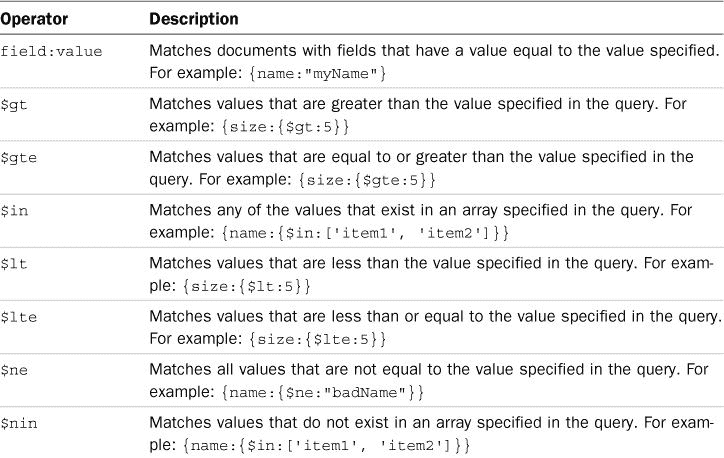 Operator Description
field:value Matches documents with fields that have a value equal to the value specified.
For example: {name:"myName"}
$gt Matches values that are greater than the value specified in the query. For
example: {size:{$gt:5}}
$gte Matches values that are equal to or greater than the value specified in the
query. For example: {size:{$gte:5}}
$in Matches any of the values that exist in an array specified in the query. For
example: {name:{$in:['item1', 'item2']}}
$lt Matches values that are less than the value specified in the query. For exam-
ple: {size:{$lt:5}}
$lte Matches values that are less than or equal to the value specified in the query.
For example: {size:{$lte:5}}
$ne Matches all values that are not equal to the value specified in the query. For
example: {name:{$ne:"badName"}}
$nin Matches values that do not exist in an array specified in the query. For exam-
ple: {name:{$in:['item1', 'item2']}}